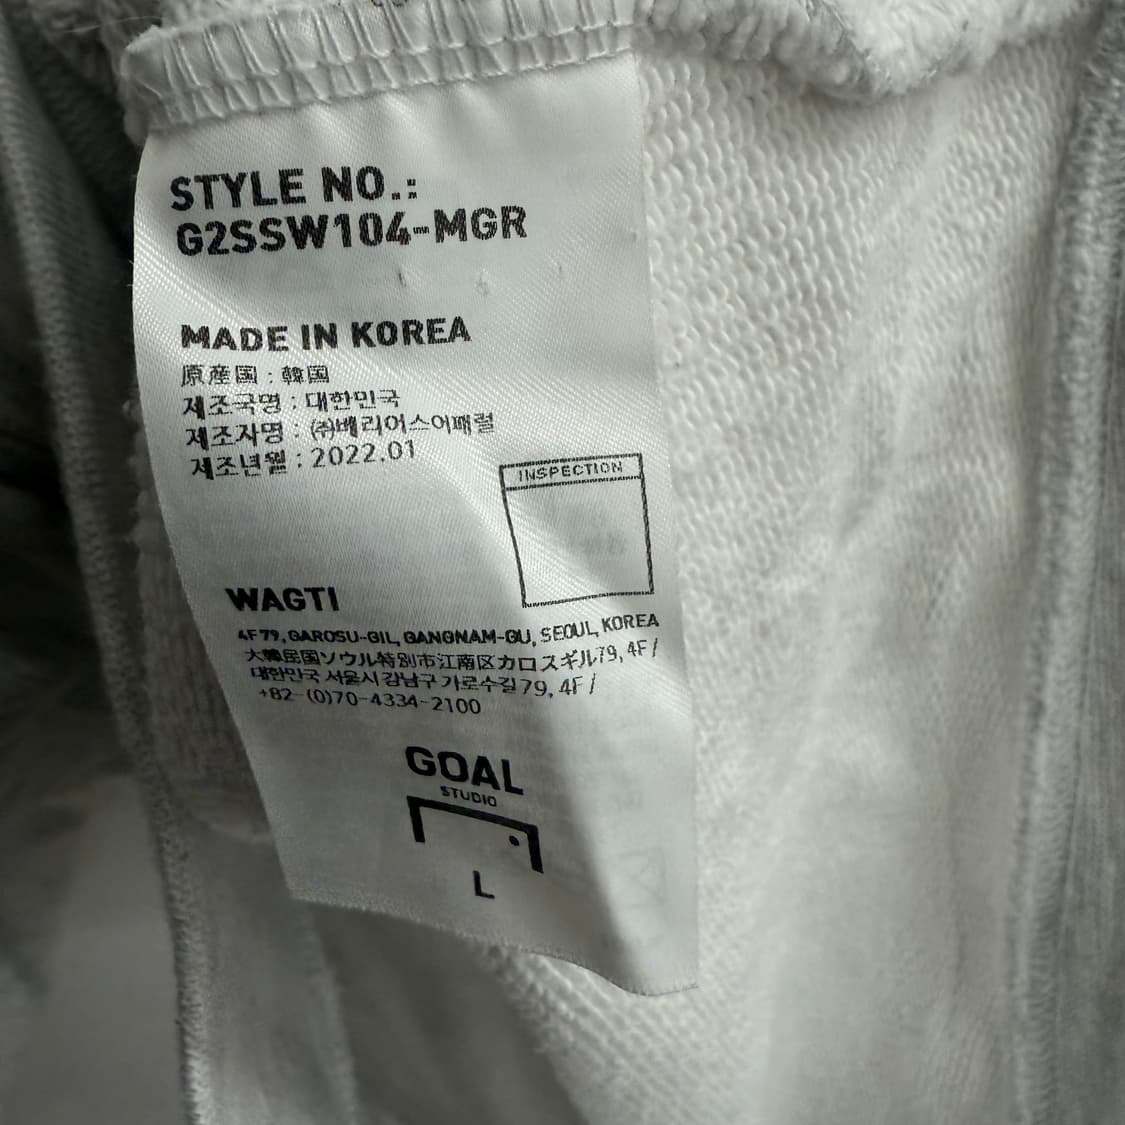 STYLE NO.:
G2SSW104-MGR
MADE IN KOREA
原産国 : 韓国
제조국명 : 대한민국
제조자명 : ㈜베리어스어패럴
제조년월 : 2022.01
INSPECTION
WAGTI
4F 79, GAROSU-GIL, GANGNAM-GU, SEOUL, KOREA
大韓民国ソウル特別市江南区カロスギル79, 4F /
대한민국 서울시 강남구 가로수길 79, 4F /
+82-(0)70-4334-2100
GOAL
STUDIO
L